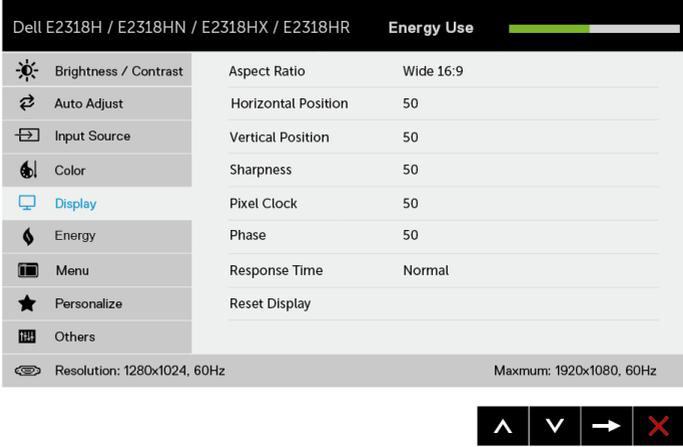 Dell E2318H / E2318HN / E2318HX / E2318HR Energy Use
Brightness / Contrast Aspect Ratio Wide 16:9
Auto Adjust Horizontal Position 50
Input Source Vertical Position 50
Color Sharpness 50
Display Pixel Clock 50
Energy Phase 50
Menu Response Time Normal
Personalize Reset Display
Others
Resolution: 1280x1024, 60Hz Maxmum: 1920x1080, 60Hz